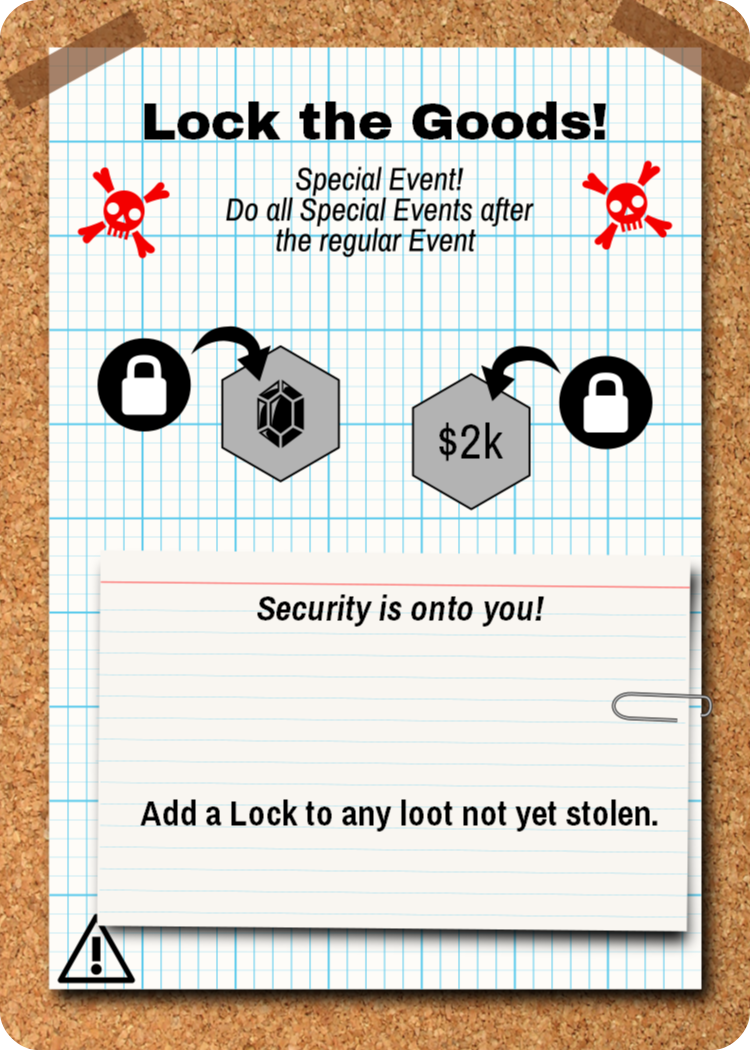 Lock the Goods!
Special Event!
Do all Special Events after
the regular Event
$2k
Security is onto you!
Add a Lock to any loot not yet stolen.